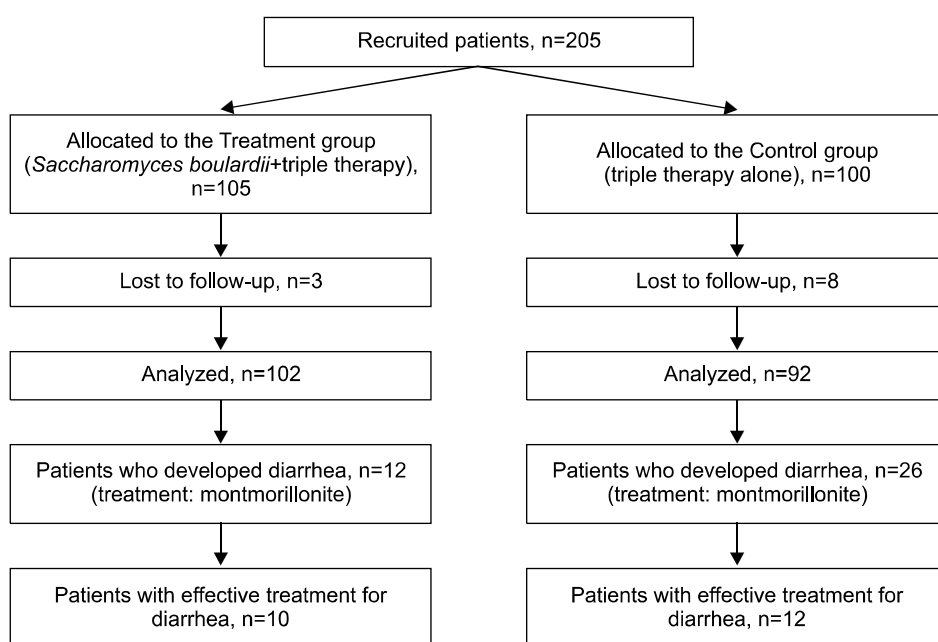 Recruited patients, n=205
Allocated to the Treatment group
(Saccharomyces boulardii+triple therapy),
n=105
Allocated to the Control group
(triple therapy alone), n=100
Lost to follow-up, n=3
Lost to follow-up, n=8
Analyzed, n=102
Analyzed, n=92
Patients who developed diarrhea, n=12
(treatment: montmorillonite)
Patients who developed diarrhea, n=26
(treatment: montmorillonite)
Patients with effective treatment for
diarrhea, n=10
Patients with effective treatment for
diarrhea, n=12